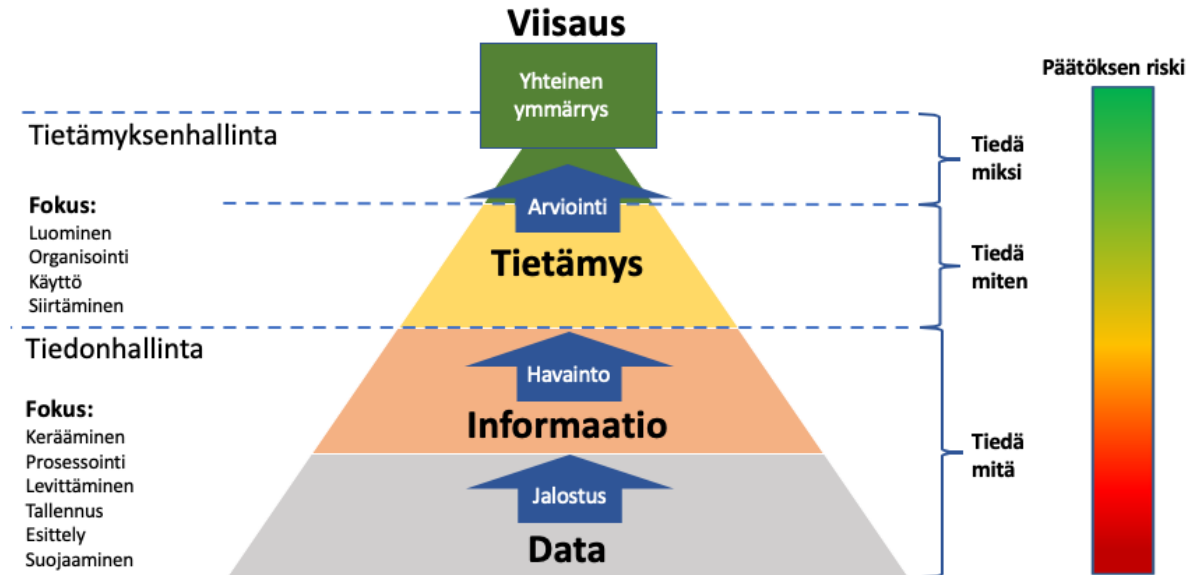 Viisaus
Yhteinen
ymmärrys
Päätöksen riski
Tietämyksenhallinta
Tiedä
miksi
Fokus:
Luominen
Organisointi
Käyttö
Siirtäminen
Arviointi
Tietämys
Tiedä
miten
Tiedonhallinta
Fokus:
Kerääminen
Prosessointi
Levittäminen
Tallennus
Esittely
Suojaaminen
Havainto
Informaatio
Tiedä
mitä
Jalostus
Data